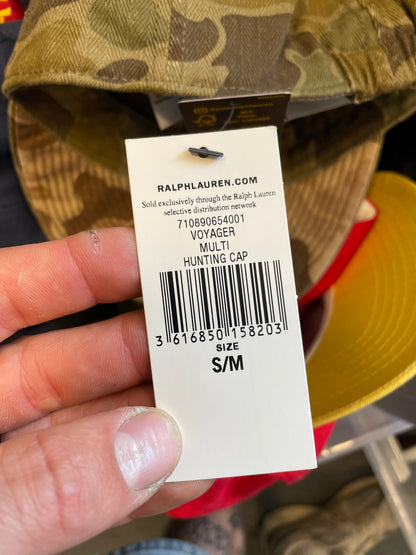 RALPHLAUREN.COM
Sold exclusively through the Ralph Lauren
selective distribution network
710890654001
VOYAGER
MULTI
HUNTING CAP
3 616850 158203
SIZE
S/M